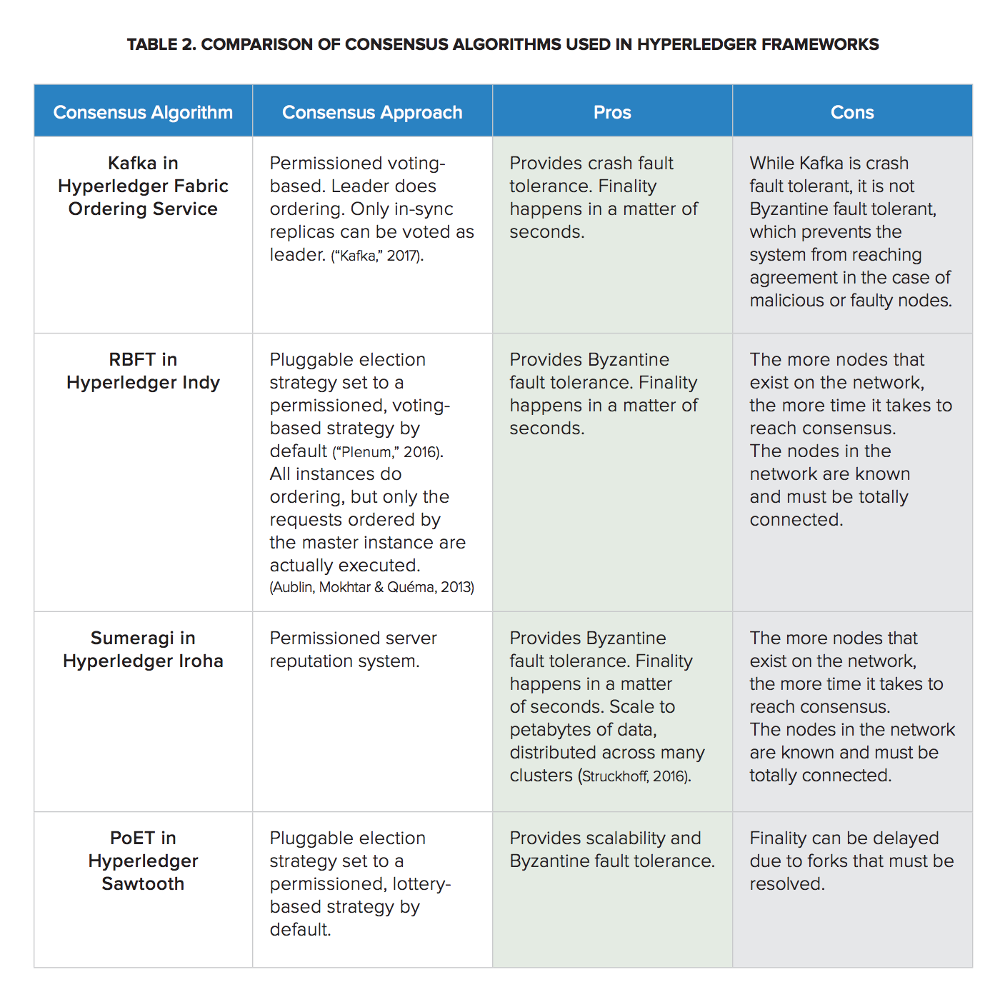 TABLE 2. COMPARISON OF CONSENSUS ALGORITHMS USED IN HYPERLEDGER FRAMEWORKS
Consensus Algorithm
Consensus Approach
Pros
Cons
Kafka in
Hyperledger Fabric
Ordering Service
Permissioned voting-
based. Leader does
ordering. Only in-sync
replicas can be voted as
leader. (“Kafka,” 2017).
Provides crash fault
tolerance. Finality
happens in a matter of
seconds.
While Kafka is crash
fault tolerant, it is not
Byzantine fault tolerant,
which prevents the
system from reaching
agreement in the case of
malicious or faulty nodes.
RBFT in
Hyperledger Indy
Pluggable election
strategy set to a
permissioned, voting-
based strategy by
default (“Plenum,” 2016).
All instances do
ordering, but only the
requests ordered by
the master instance are
actually executed.
(Aublin, Mokhtar & Quéma, 2013)
Provides Byzantine
fault tolerance. Finality
happens in a matter of
seconds.
The more nodes that
exist on the network,
the more time it takes to
reach consensus.
The nodes in the
network are known
and must be totally
connected.
Sumeragi in
Hyperledger Iroha
Permissioned server
reputation system.
Provides Byzantine
fault tolerance. Finality
happens in a matter
of seconds. Scale to
petabytes of data,
distributed across many
clusters (Struckhoff, 2016).
The more nodes that
exist on the network,
the more time it takes to
reach consensus.
The nodes in the network
are known and must be
totally connected.
PoET in
Hyperledger
Sawtooth
Pluggable election
strategy set to a
permissioned, lottery-
based strategy by
default.
Provides scalability and
Byzantine fault tolerance.
Finality can be delayed
due to forks that must be
resolved.